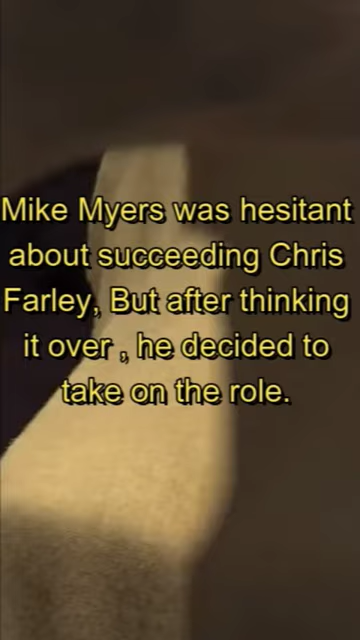 Mike Myers was hesitant
about succeeding Chris
Farley, But after thinking
it over , he decided to
take on the role.